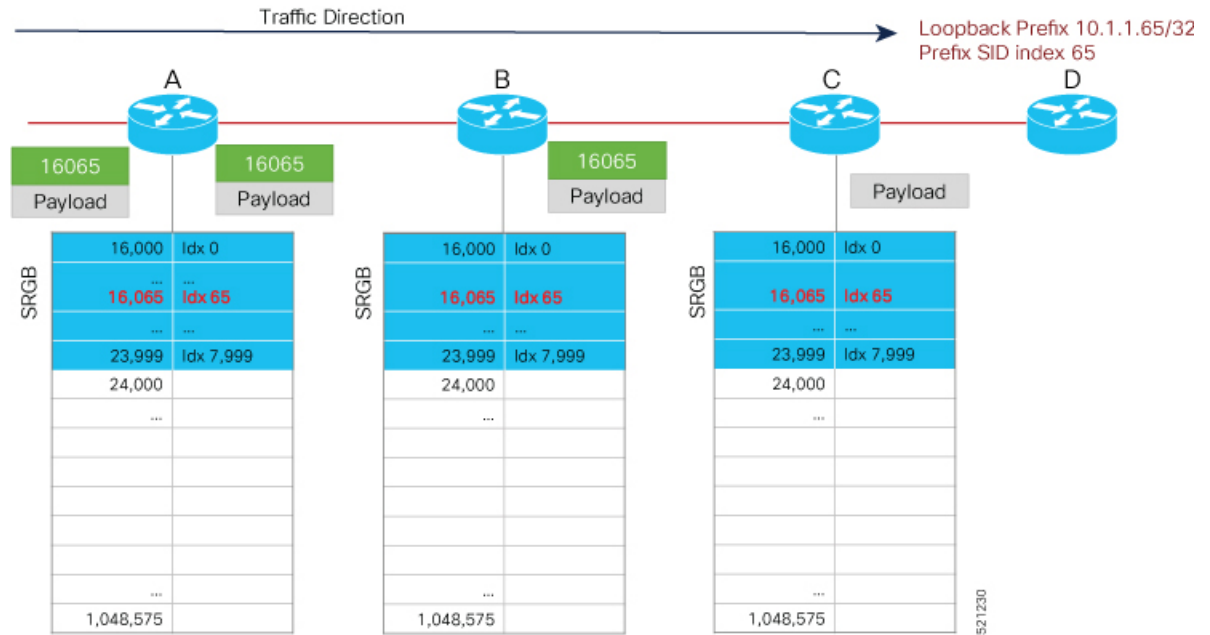 Traffic Direction
Loopback Prefix 10.1.1.65/32
Prefix SID index 65
A
B
C
D
16065
Payload
16065
Payload
16065
Payload
Payload
SRGB
16,000 Idx 0
... ...
16,065 Idx 65
... ...
23,999 Idx 7,999
24,000
...
...
1,048,575
SRGB
16,000 Idx 0
16,065 Idx 65
... ...
23,999 Idx 7,999
24,000
...
...
1,048,575
SRGB
16,000 Idx 0
16,065 Idx 65
... ...
23,999 Idx 7,999
24,000
...
...
1,048,575
521230